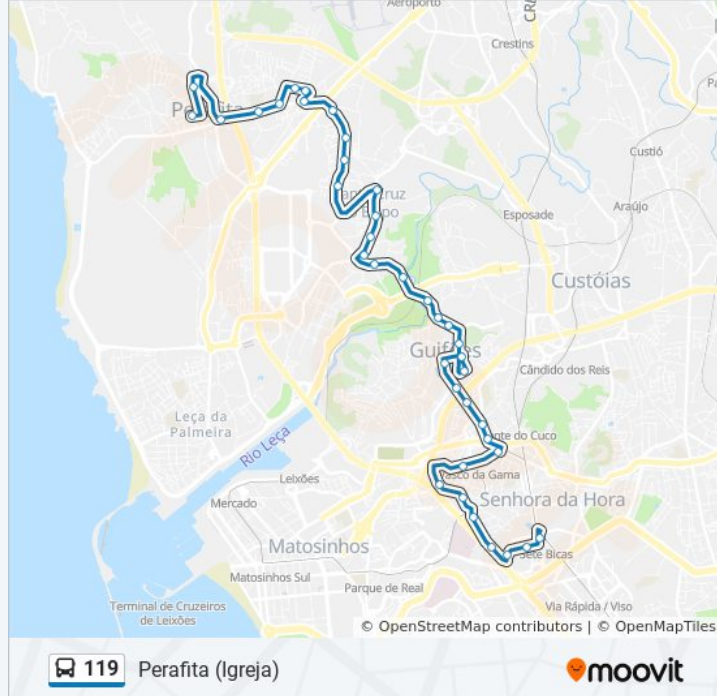 Aeroporto
Crestins
Perafita
Custió
Santa Cruz
Bispo
Araújo
Esposade
Custóias
Guifões
Cândido dos Reis
Leça da
Palmeira
Rio Leça
Fonte do Cuco
Vasco da Gama
Leixões
Senhora da Hora
Mercado
Matosinhos
Sete Bicas
Matosinhos Sul
Parque de Real
Terminal de Cruzeiros
de Leixões
Via Rápida / Viso
© OpenStreetMap contributors | © OpenMapTiles
119 Perafita (Igreja)
moovit